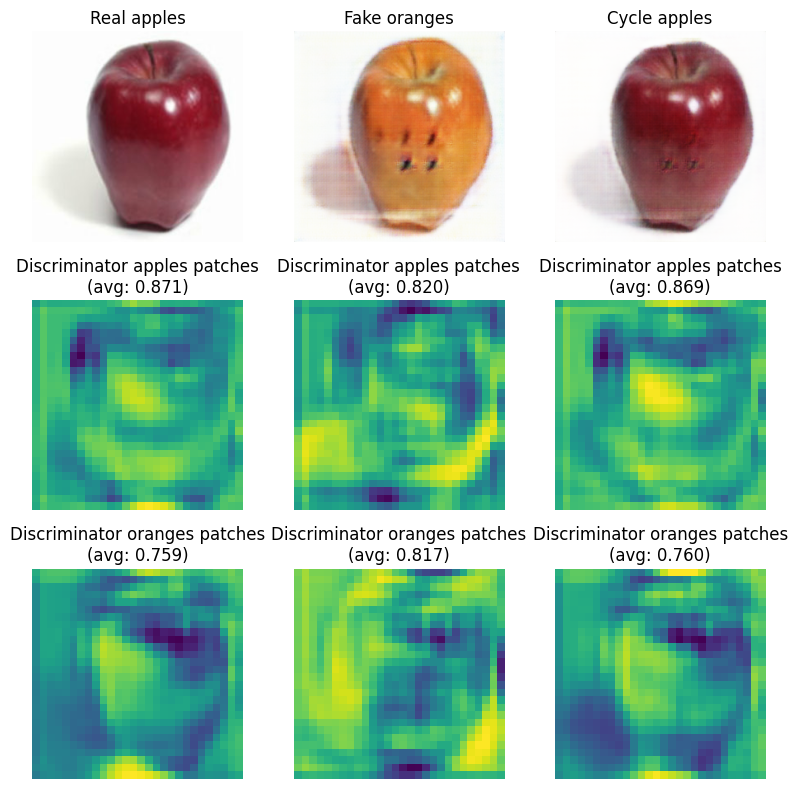 Real apples
Fake oranges
Cycle apples
Discriminator apples patches
(avg: 0.871)
Discriminator apples patches
(avg: 0.820)
Discriminator apples patches
(avg: 0.869)
Discriminator oranges patches
(avg: 0.759)
Discriminator oranges patches
(avg: 0.817)
Discriminator oranges patches
(avg: 0.760)